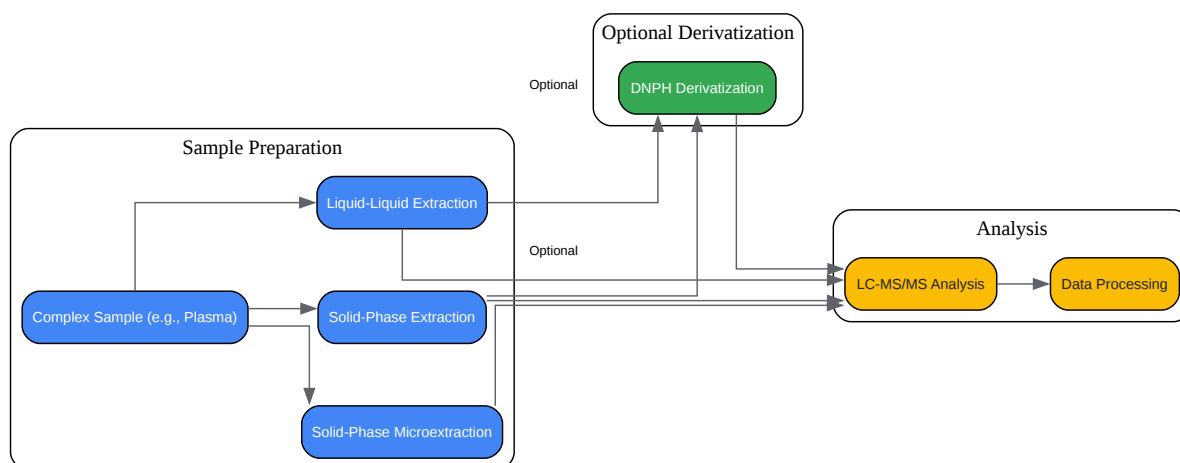 Optional Derivatization
Optional
DNPH Derivatization
Sample Preparation
Liquid-Liquid Extraction
Optional
Complex Sample (e.g., Plasma)
Solid-Phase Extraction
Solid-Phase Microextraction
Analysis
LC-MS/MS Analysis
Data Processing